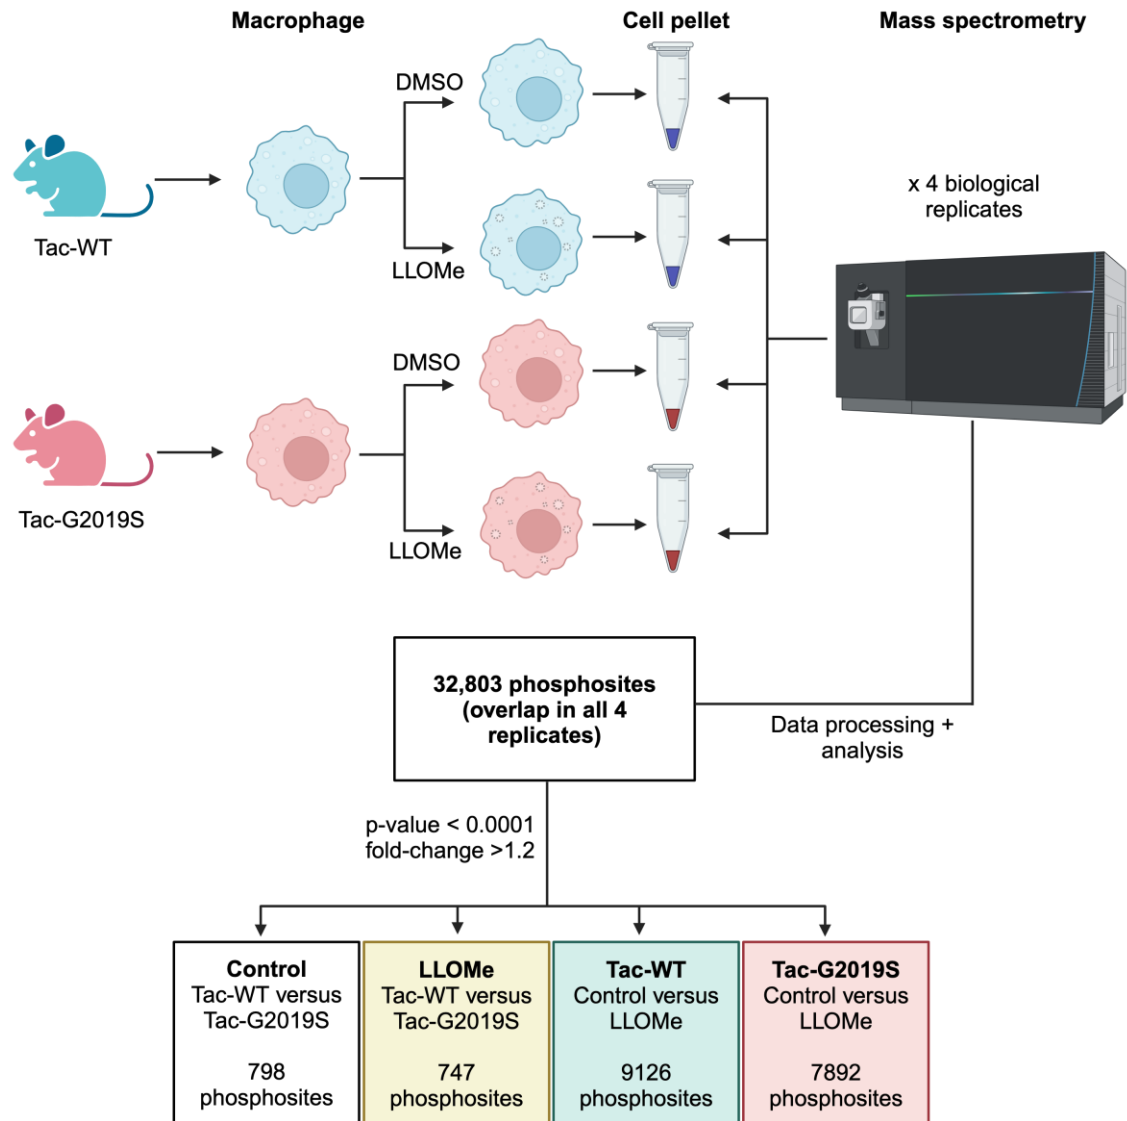 Macrophage
Cell pellet
Mass spectrometry
DMSO
Tac-WT
LLOMe
x 4 biological
replicates
DMSO
Tac-G2019S
LLOMe
32,803 phosphosites
(overlap in all 4
replicates)
Data processing +
analysis
p-value < 0.0001
fold-change >1.2
Control
Tac-WT versus
Tac-G2019S
798
phosphosites
LLOMe
Tac-WT versus
Tac-G2019S
747
phosphosites
Tac-WT
Control versus
LLOMe
9126
phosphosites
Tac-G2019S
Control versus
LLOMe
7892
phosphosites